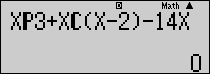 D Math ▲
XP3+XC(X-2)-14X
0